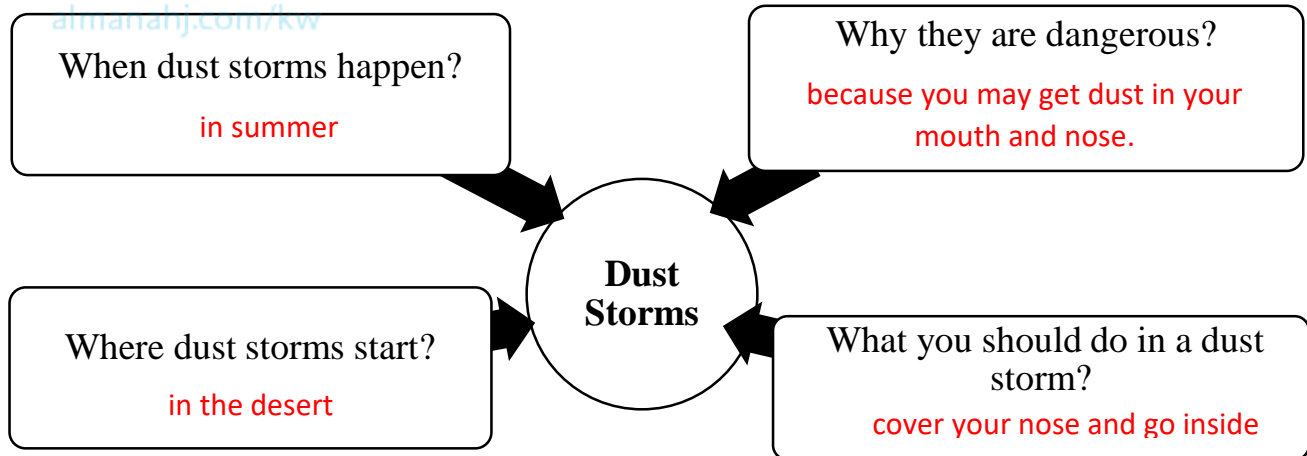 almanahj.com/kw
When dust storms happen?
in summer
Why they are dangerous?
because you may get dust in your
mouth and nose.
Dust
Storms
Where dust storms start?
in the desert
What you should do in a dust
storm?
cover your nose and go inside